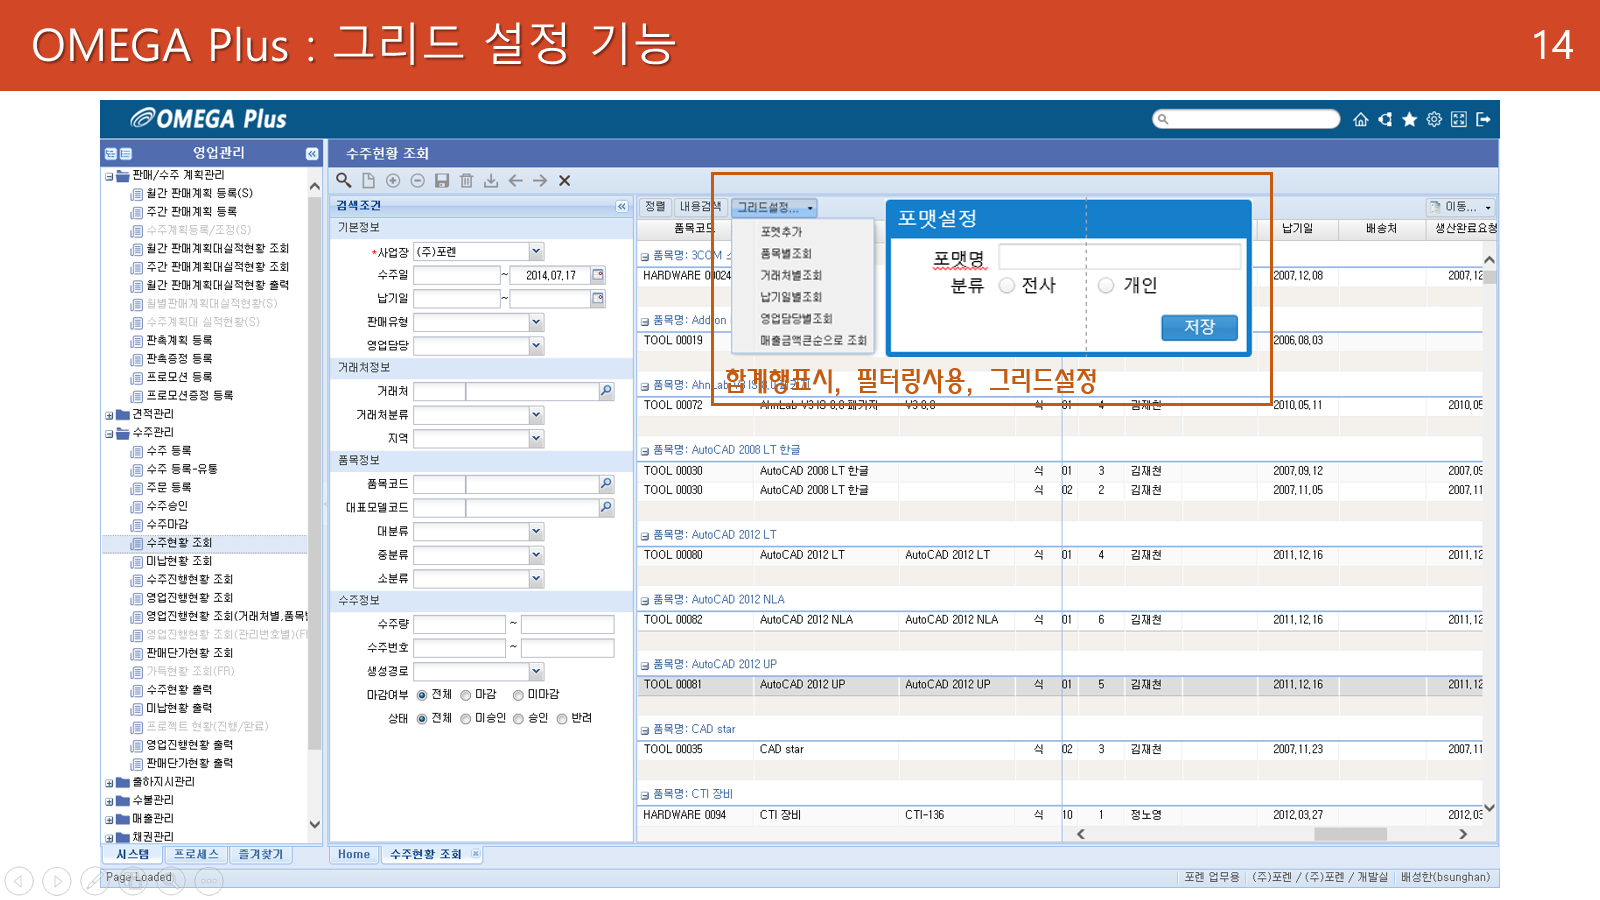 OMEGA Plus : 그리드 설정 기능
14
OMEGA Plus
영업관리
수주현황 조회
판매/수주 계획관리
월간 판매계획 등록(S)
주간 판매계획 등록
수주계획등록/조정(S)
월간 판매계획대실적현황 조회
주간 판매계획대실적현황 조회
월간 판매계획대실적현황 출력
월별판매계획대실적현황(S)
수주계획대 실적현황(S)
판촉계획 등록
판촉증정 등록
프로모션 등록
프로모션증정 등록
견적관리
수주관리
수주 등록
수주 등록-유통
주문 등록
수주승인
수주마감
수주현황 조회
미납현황 조회
수주진행현황 조회
영업진행현황 조회
영업진행현황 조회(거래처별,품목별
영업진행현황 조회(관리번호별)(F
판매단가현황 조회
가득현황 조회(FR)
수주현황 출력
미납현황 출력
프로젝트 현황(진행/완료)
영업진행현황 출력
판매단가현황 출력
출하지시관리
수불관리
매출관리
채권관리
시스템 프로세스 즐겨찾기
검색조건
기본정보
*사업장 (주)포렌
수주일 ~ 2014.07.17
납기일 ~
판매유형
영업담당
거래처정보
거래처
거래처분류
지역
품목정보
품목코드
대표모델코드
대분류
중분류
소분류
수주정보
수주량 ~
수주번호 ~
생성경로
마감여부 전체 마감 미마감
상태 전체 미승인 승인 반려
정렬 내용검색 그리드설정... 이동...
포멧추가
품목별조회
거래처별조회
납기일별조회
영업담당별조회
매출금액큰순으로 조회
포맷설정
포맷명
분류 전사 개인
저장
합계행표시, 필터링사용, 그리드설정
품목코드 납기일 배송처 생산완료요청
품목명: 3COM
HARDWARE 00024 2007.12.08 2007.12
품목명: Addon
TOOL 00019 2006.08.03
품목명: AhnLab V3 IS 8.0 패키지
TOOL 00072 AhnLab V3 IS 8.0 패키지 V3 8.0 식 01 4 김재천 2010.05.11 2010.05
품목명: AutoCAD 2008 LT 한글
TOOL 00030 AutoCAD 2008 LT 한글 식 01 3 김재천 2007.09.12 2007.09
TOOL 00030 AutoCAD 2008 LT 한글 식 02 2 김재천 2007.11.05 2007.11
품목명: AutoCAD 2012 LT
TOOL 00080 AutoCAD 2012 LT AutoCAD 2012 LT 식 01 4 김재천 2011.12.16 2011.12
품목명: AutoCAD 2012 NLA
TOOL 00082 AutoCAD 2012 NLA AutoCAD 2012 NLA 식 01 6 김재천 2011.12.16 2011.12
품목명: AutoCAD 2012 UP
TOOL 00081 AutoCAD 2012 UP AutoCAD 2012 UP 식 01 5 김재천 2011.12.16 2011.12
품목명: CAD star
TOOL 00035 CAD star 식 02 3 김재천 2007.11.23 2007.11
품목명: CTI 장비
HARDWARE 0094 CTI 장비 CTI-136 식 10 1 정노영 2012.03.27 2012.03
Home 수주현황 조회
Page Loaded
포렌 업무용 (주)포렌 / (주)포렌 / 개발실 배성한(bsunghan)